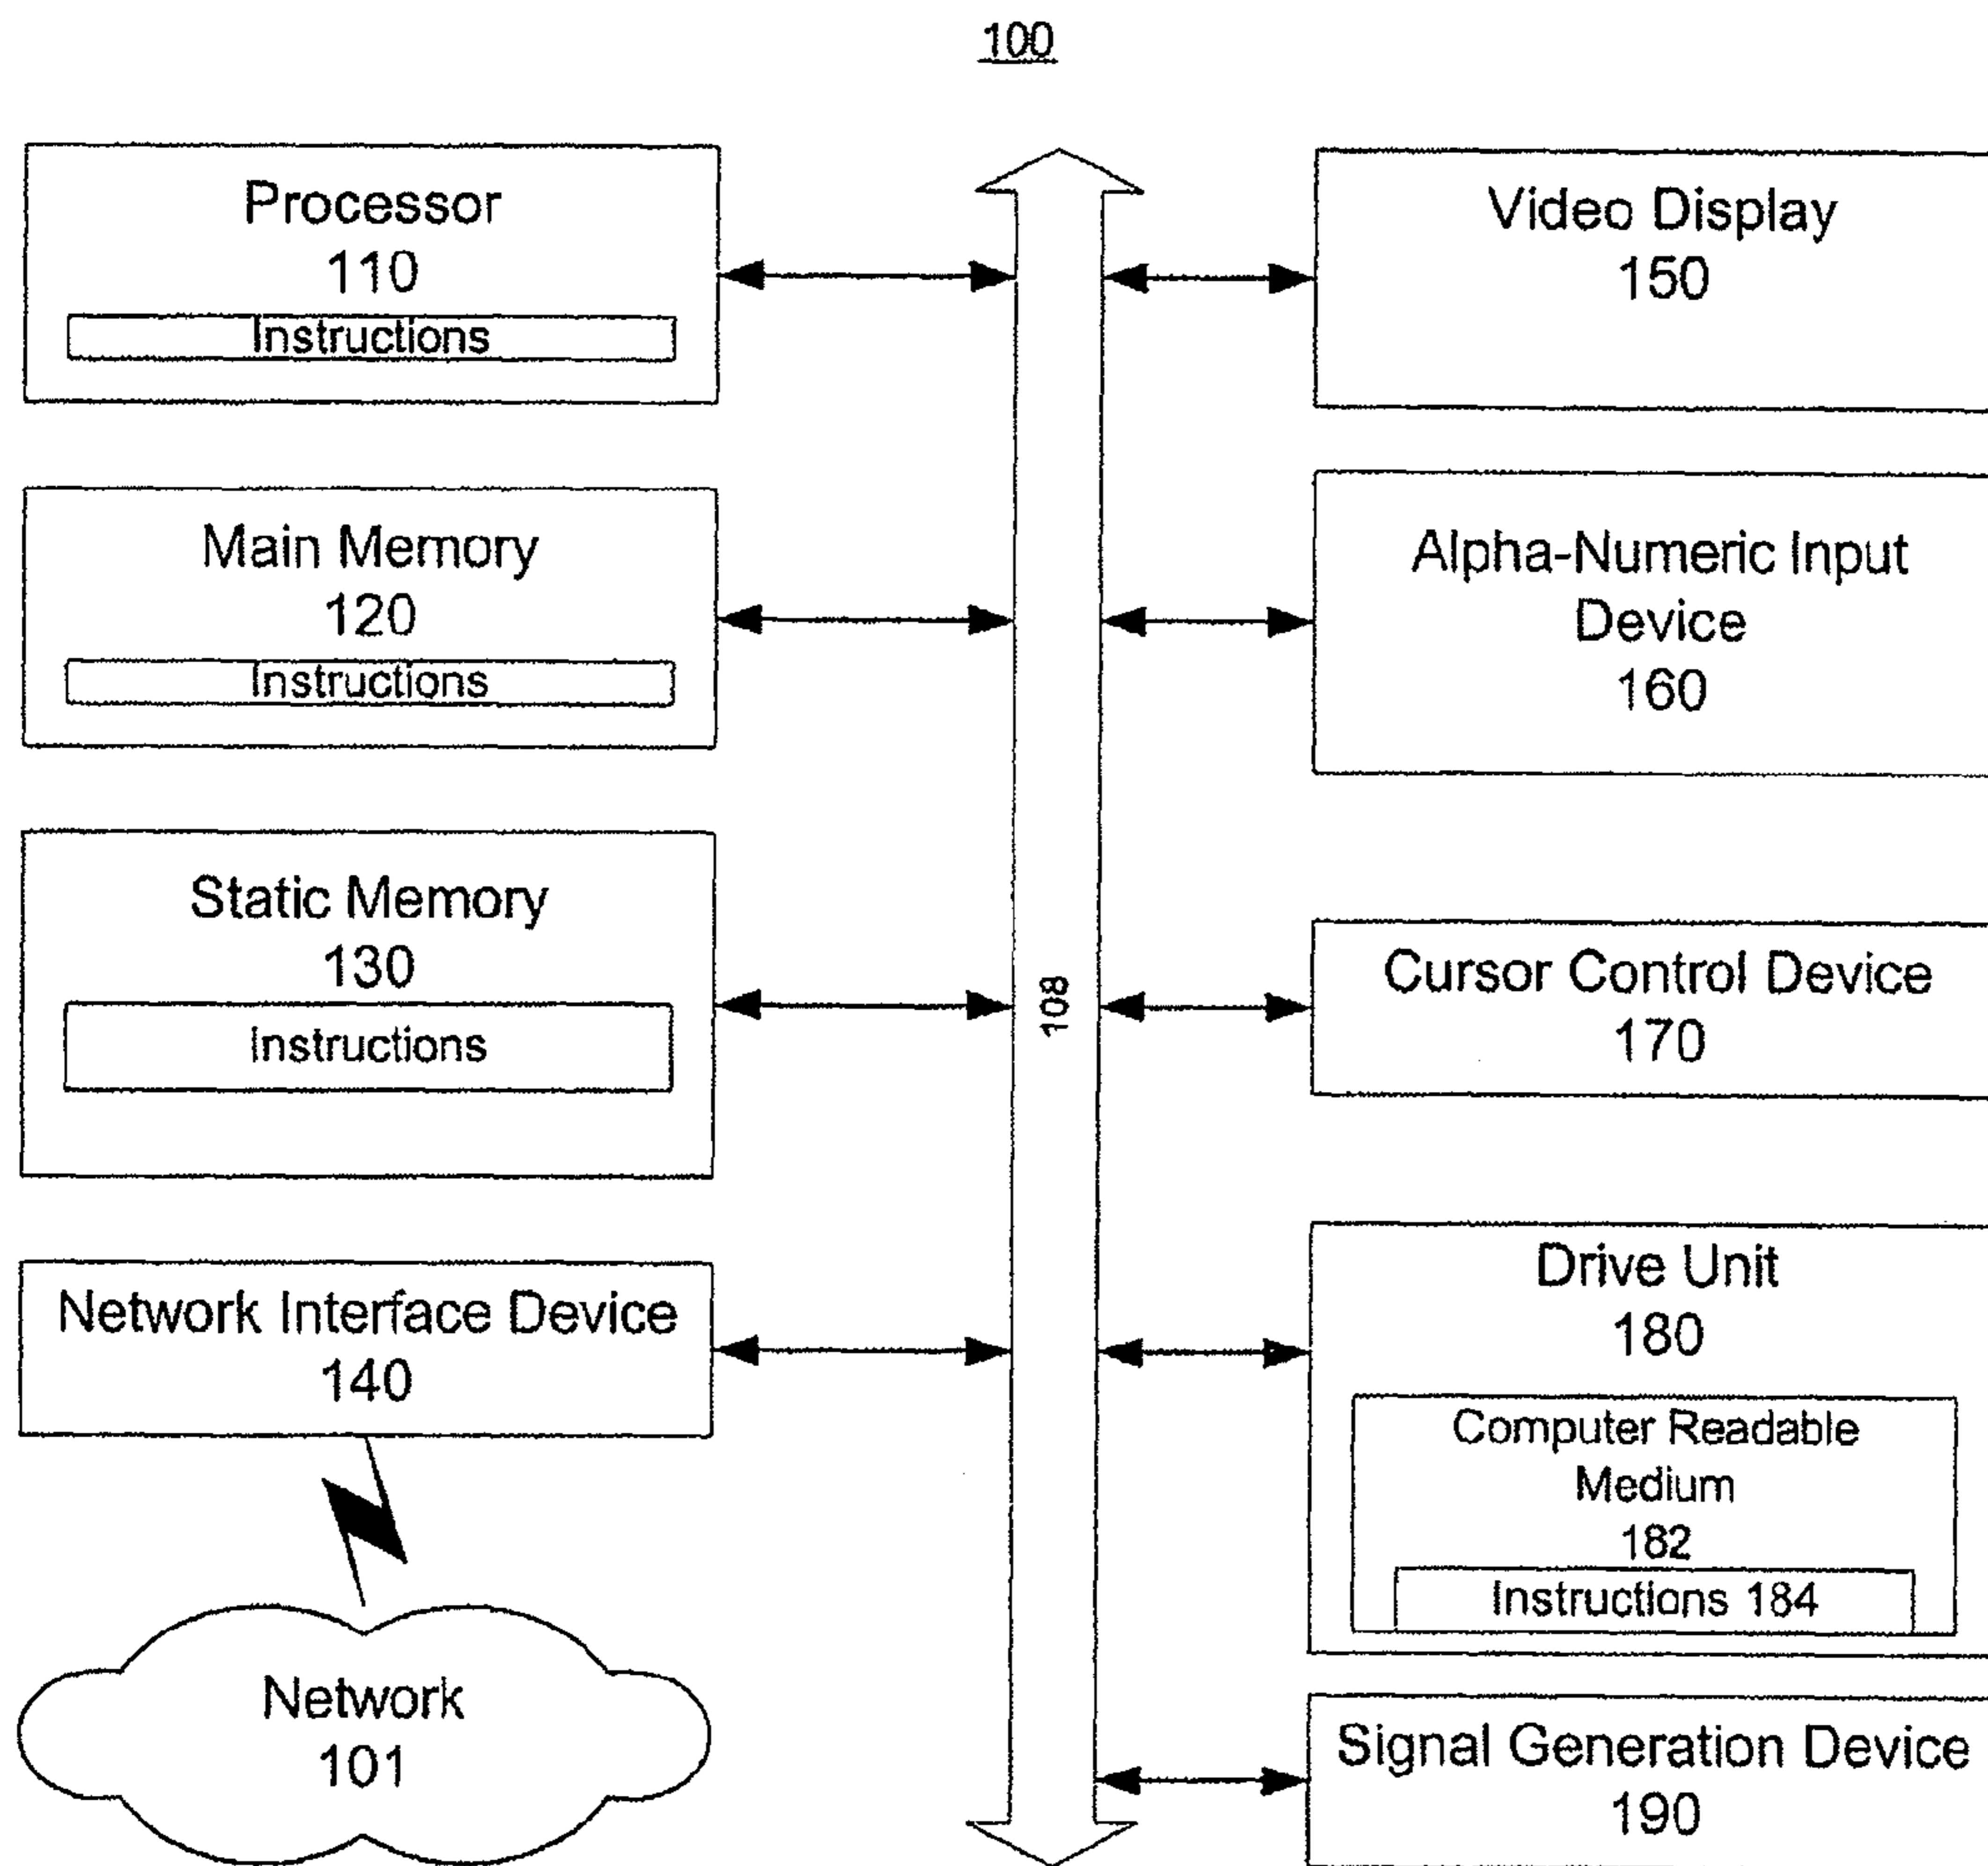 100
Processor
110
Instructions
Main Memory
120
Instructions
Static Memory
130
Instructions
Network Interface Device
140
Network
101
108
Video Display
150
Alpha-Numeric Input
Device
160
Cursor Control Device
170
Drive Unit
180
Computer Readable
Medium
182
Instructions 184
Signal Generation Device
190